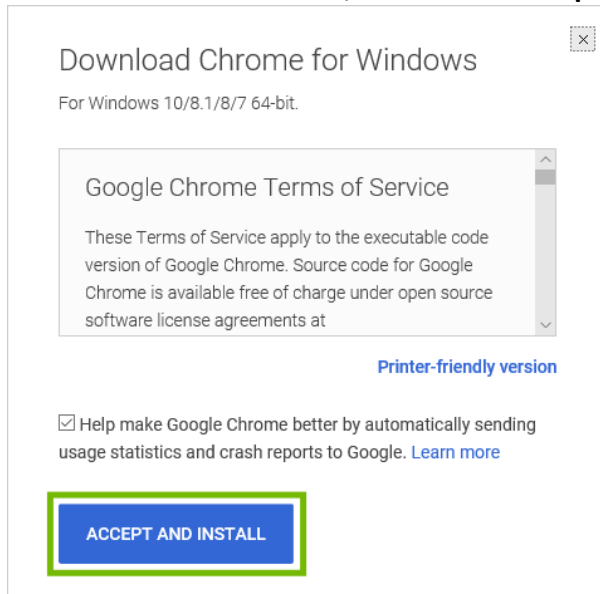 Download Chrome for Windows
For Windows 10/8.1/8/7 64-bit.
Google Chrome Terms of Service
These Terms of Service apply to the executable code
version of Google Chrome. Source code for Google
Chrome is available free of charge under open source
software license agreements at
Printer-friendly version
Help make Google Chrome better by automatically sending
usage statistics and crash reports to Google. Learn more
ACCEPT AND INSTALL